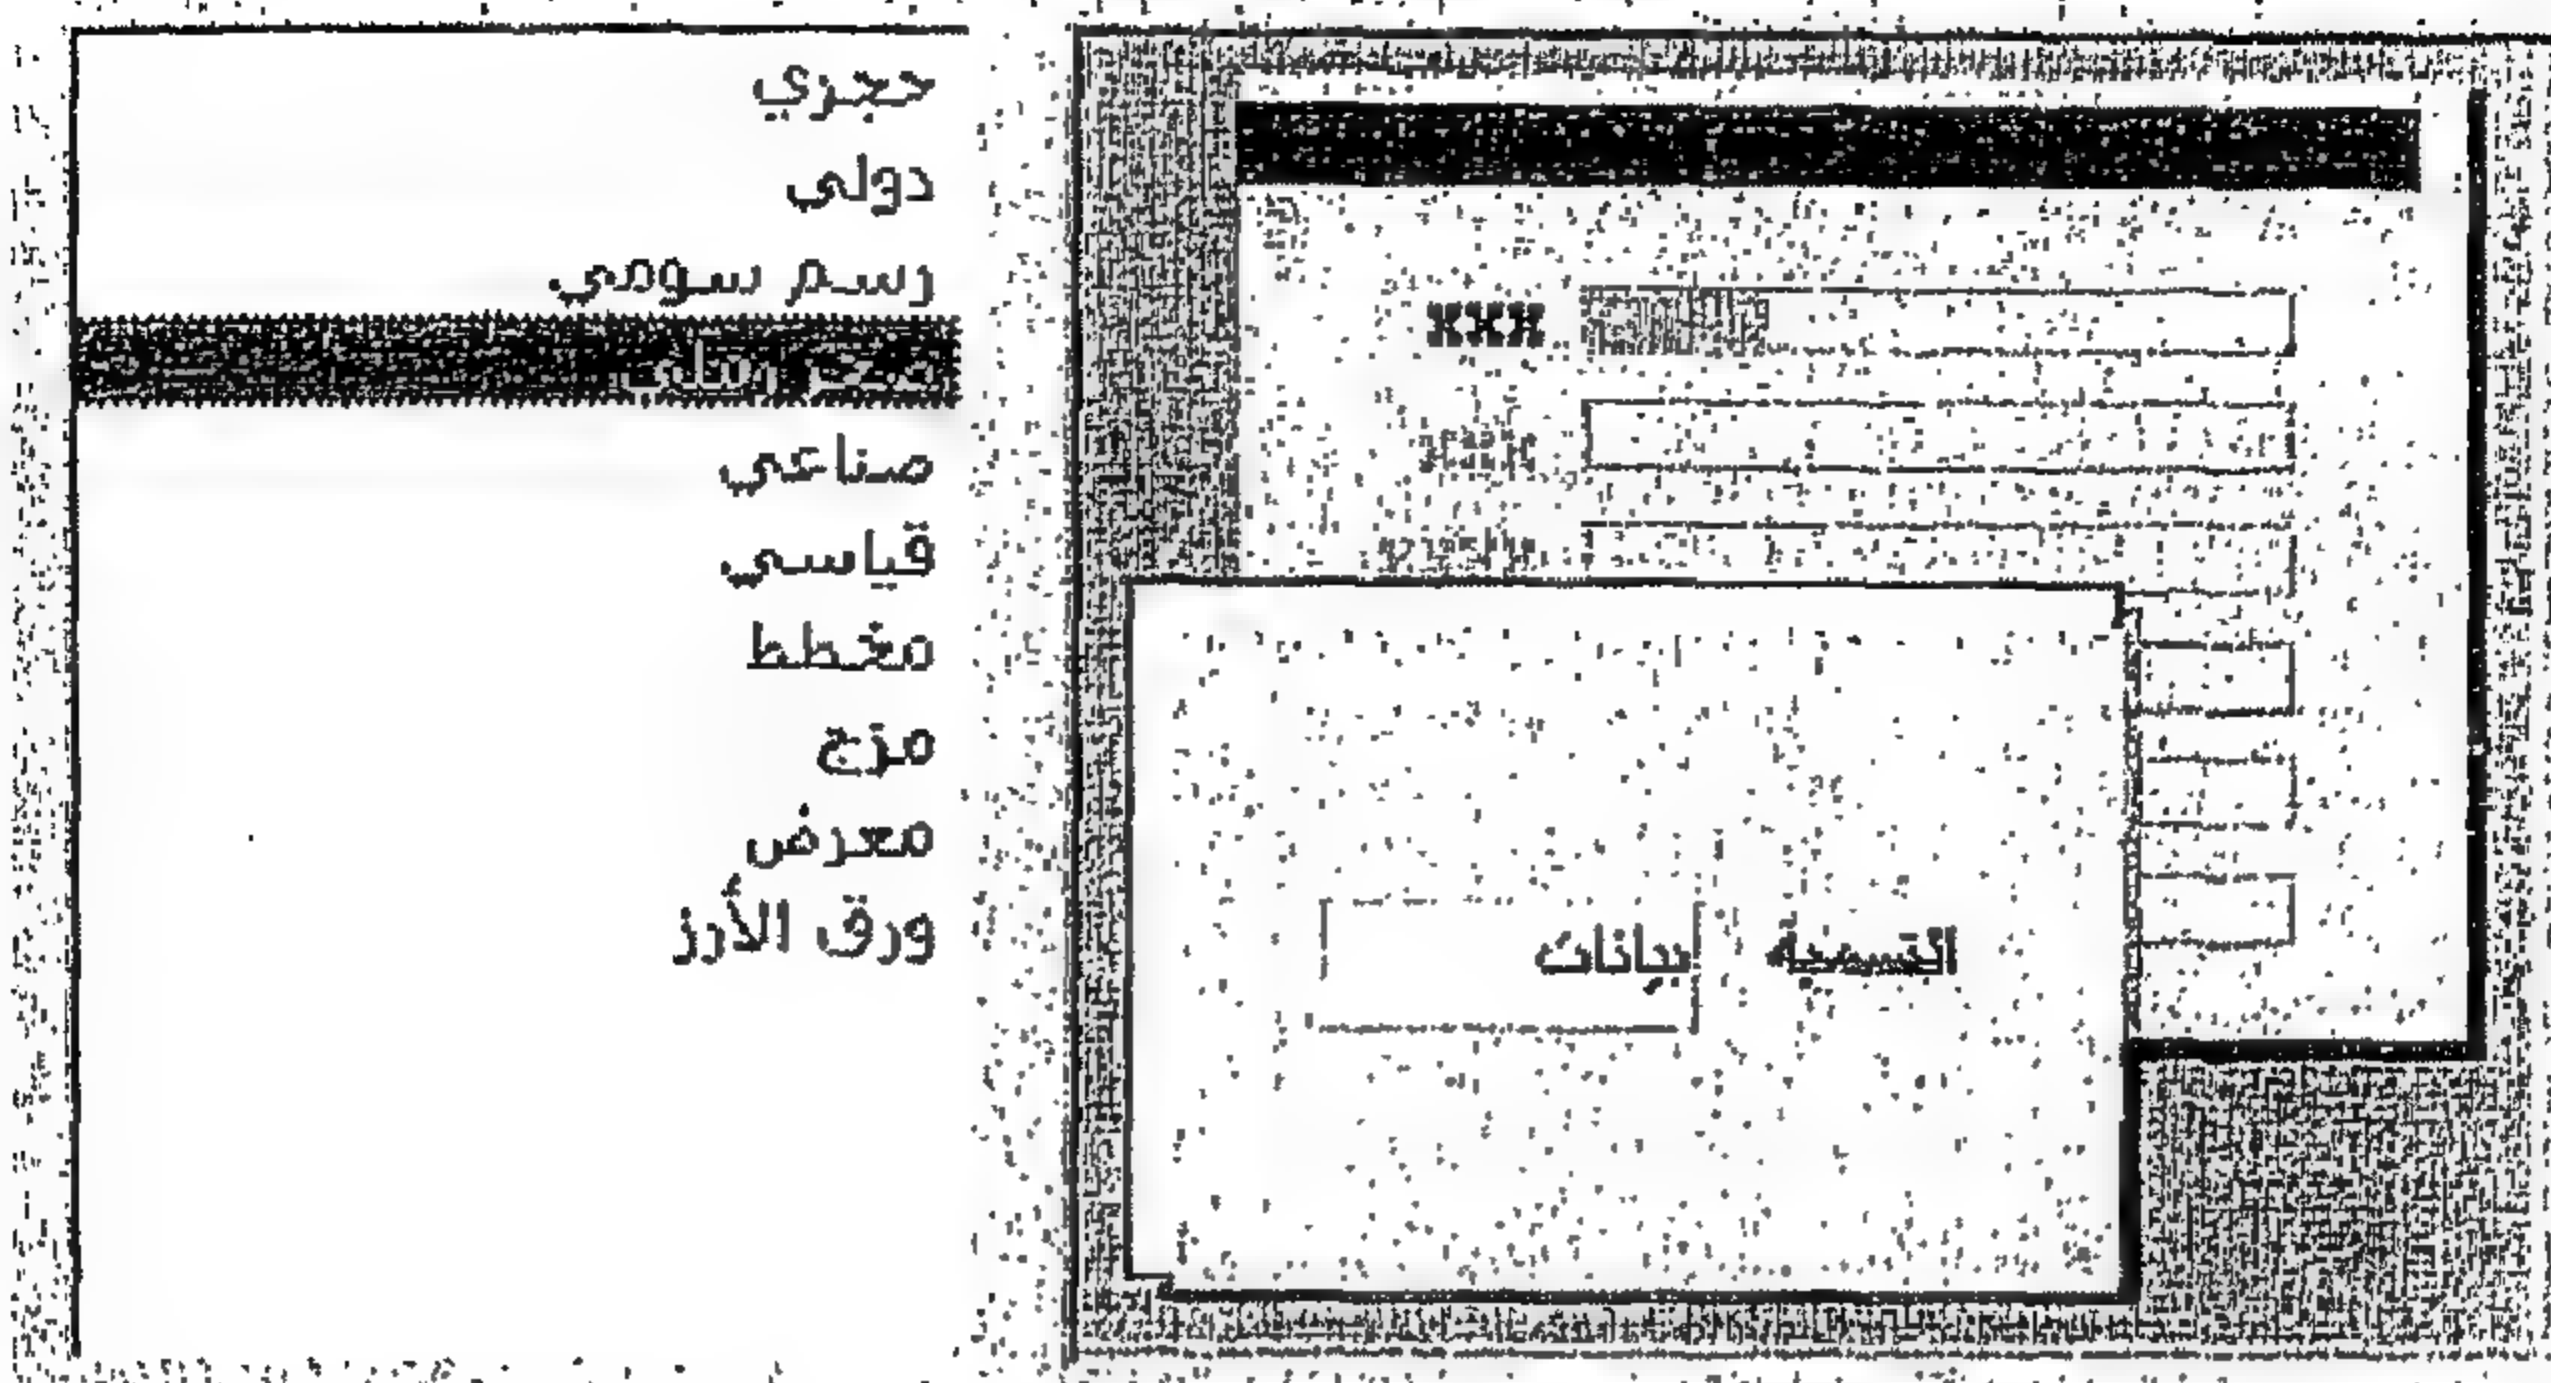 حجري
دولي
رسم سومي
صناعي
قياسي
مخطط
مزج
معرض
ورق الأرز
xxx
التسمية
بيانات